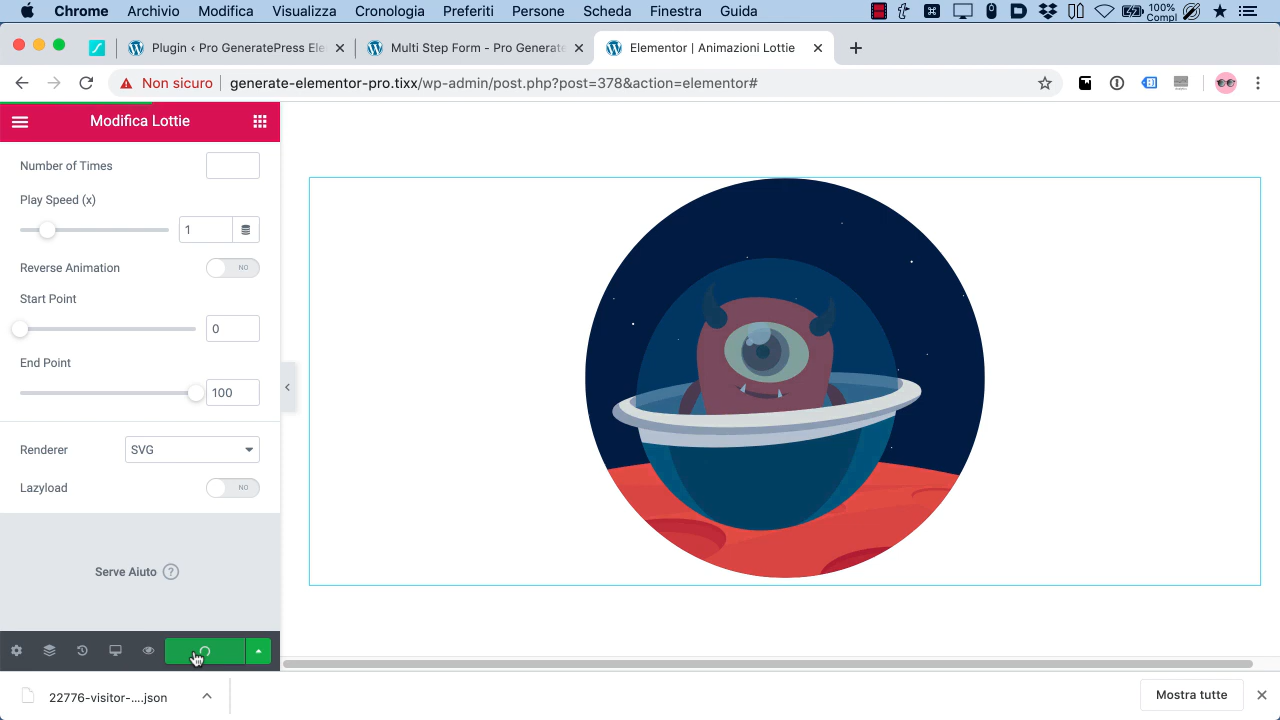 Chrome Archivio Modifica Visualizza Cronologia Preferiti Persone Scheda Finestra Guida 100% Compl
Plugin ‹ Pro GeneratePress Ele
Multi Step Form - Pro Generate
Elementor | Animazioni Lottie
Non sicuro generate-elementor-pro.tixx/wp-admin/post.php?post=378&action=elementor#
Modifica Lottie
Number of Times
Play Speed (x)
1
Reverse Animation NO
Start Point
0
End Point
100
Renderer SVG
Lazyload NO
Serve Aiuto ?
22776-visitor-....json
Mostra tutte